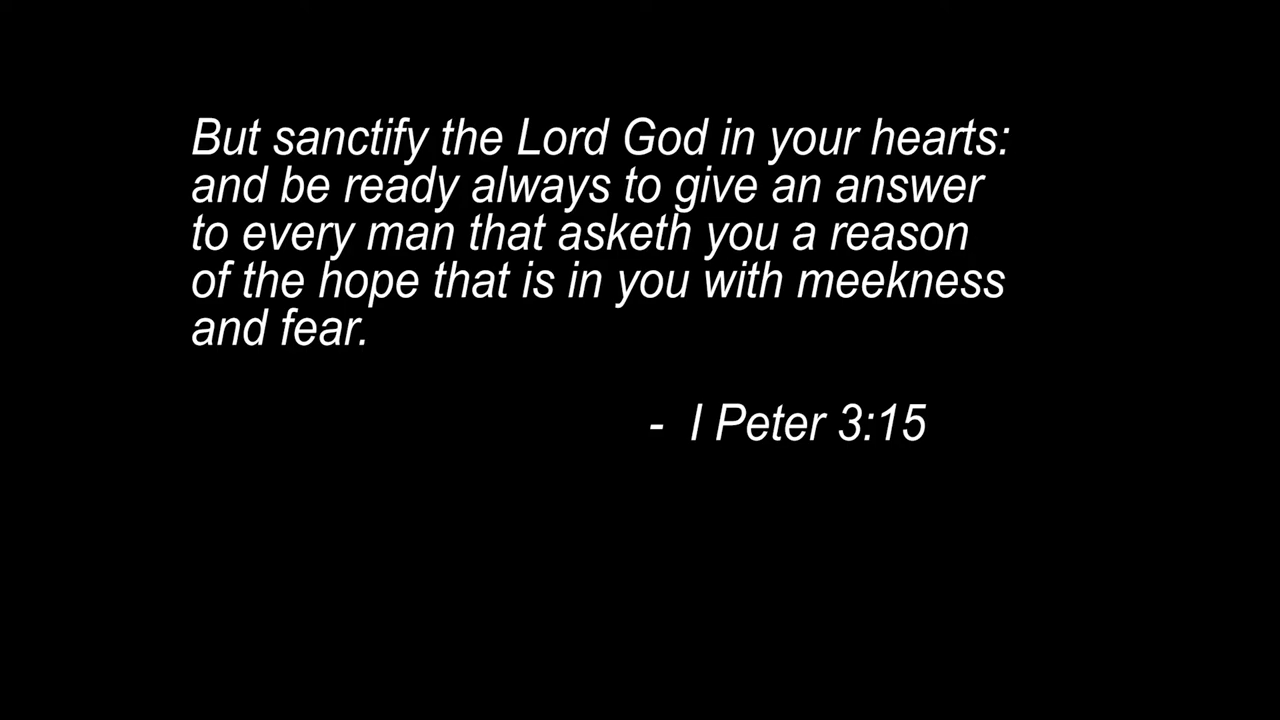 But sanctify the Lord God in your hearts:
and be ready always to give an answer
to every man that asketh you a reason
of the hope that is in you with meekness
and fear.
- I Peter 3:15